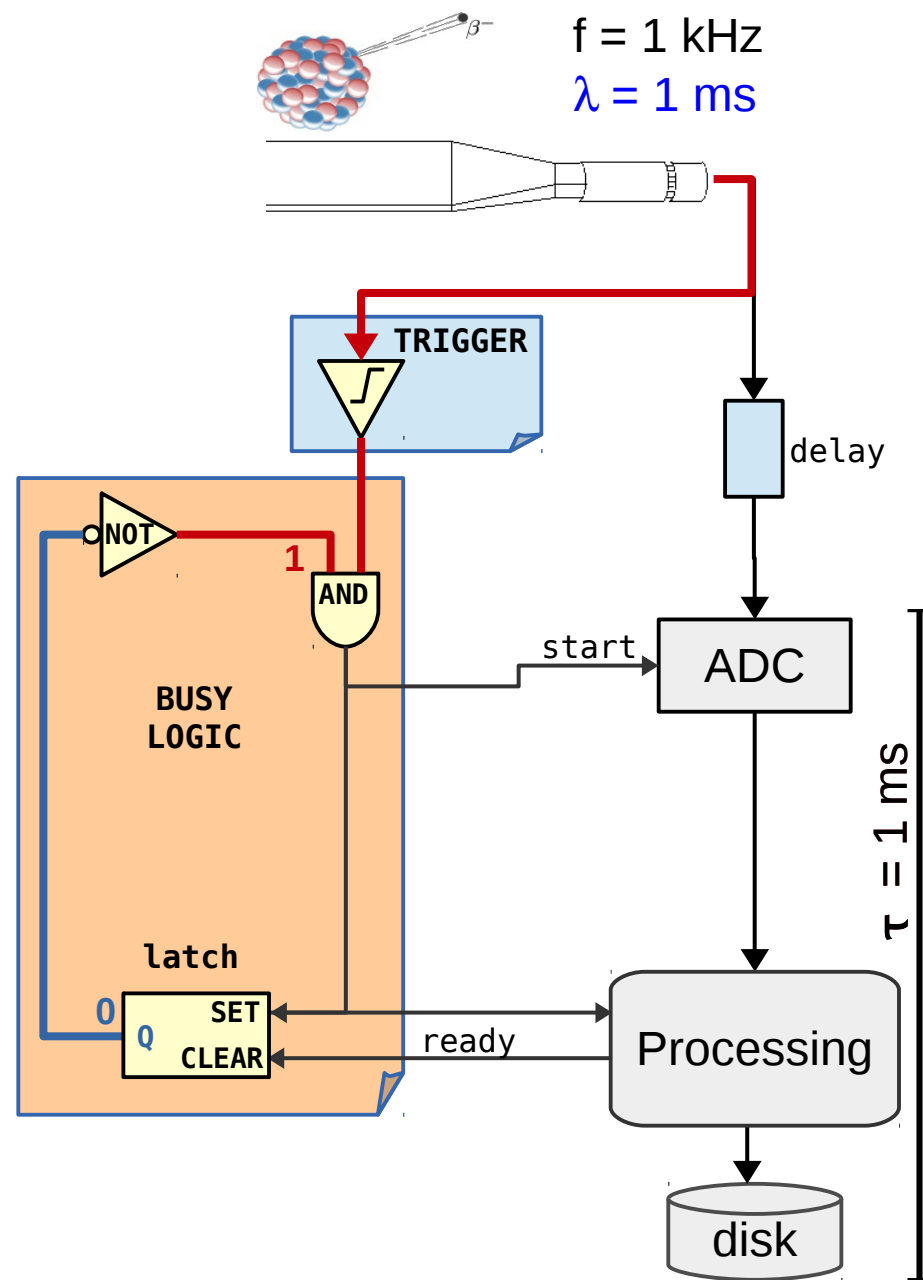 β⁻
f = 1 kHz
λ = 1 ms
TRIGGER
delay
NOT
1
AND
start
ADC
BUSY
LOGIC
τ = 1 ms
latch
0
Q
SET
CLEAR
ready
Processing
disk